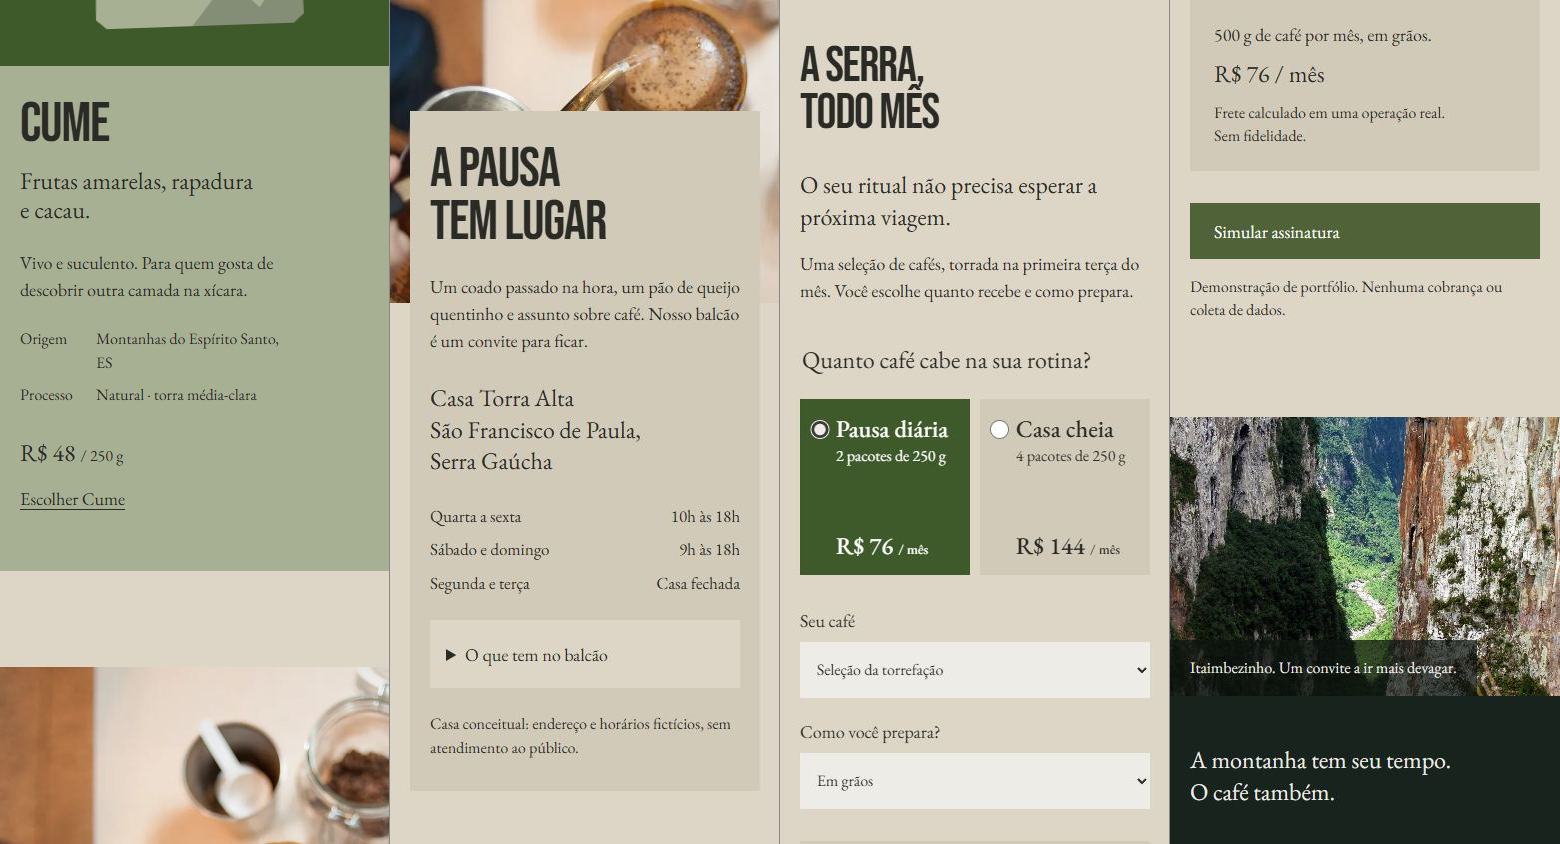 CUME
Frutas amarelas, rapadura
e cacau.
Vivo e suculento. Para quem gosta de
descobrir outra camada na xícara.
Origem Montanhas do Espírito Santo,
ES
Processo Natural · torra média-clara
R$ 48 / 250 g
Escolher Cume
A PAUSA
TEM LUGAR
Um coado passado na hora, um pão de queijo
quentinho e assunto sobre café. Nosso balcão
é um convite para ficar.
Casa Torra Alta
São Francisco de Paula,
Serra Gaúcha
Quarta a sexta 10h às 18h
Sábado e domingo 9h às 18h
Segunda e terça Casa fechada
O que tem no balcão
Casa conceitual: endereço e horários fictícios, sem
atendimento ao público.
A SERRA,
TODO MÊS
O seu ritual não precisa esperar a
próxima viagem.
Uma seleção de cafés, torrada na primeira terça do
mês. Você escolhe quanto recebe e como prepara.
Quanto café cabe na sua rotina?
Pausa diária
2 pacotes de 250 g
R$ 76 / mês
Casa cheia
4 pacotes de 250 g
R$ 144 / mês
Seu café
Seleção da torrefação
Como você prepara?
Em grãos
500 g de café por mês, em grãos.
R$ 76 / mês
Frete calculado em uma operação real.
Sem fidelidade.
Simular assinatura
Demonstração de portfólio. Nenhuma cobrança ou
coleta de dados.
Itaimbezinho. Um convite a ir mais devagar.
A montanha tem seu tempo.
O café também.